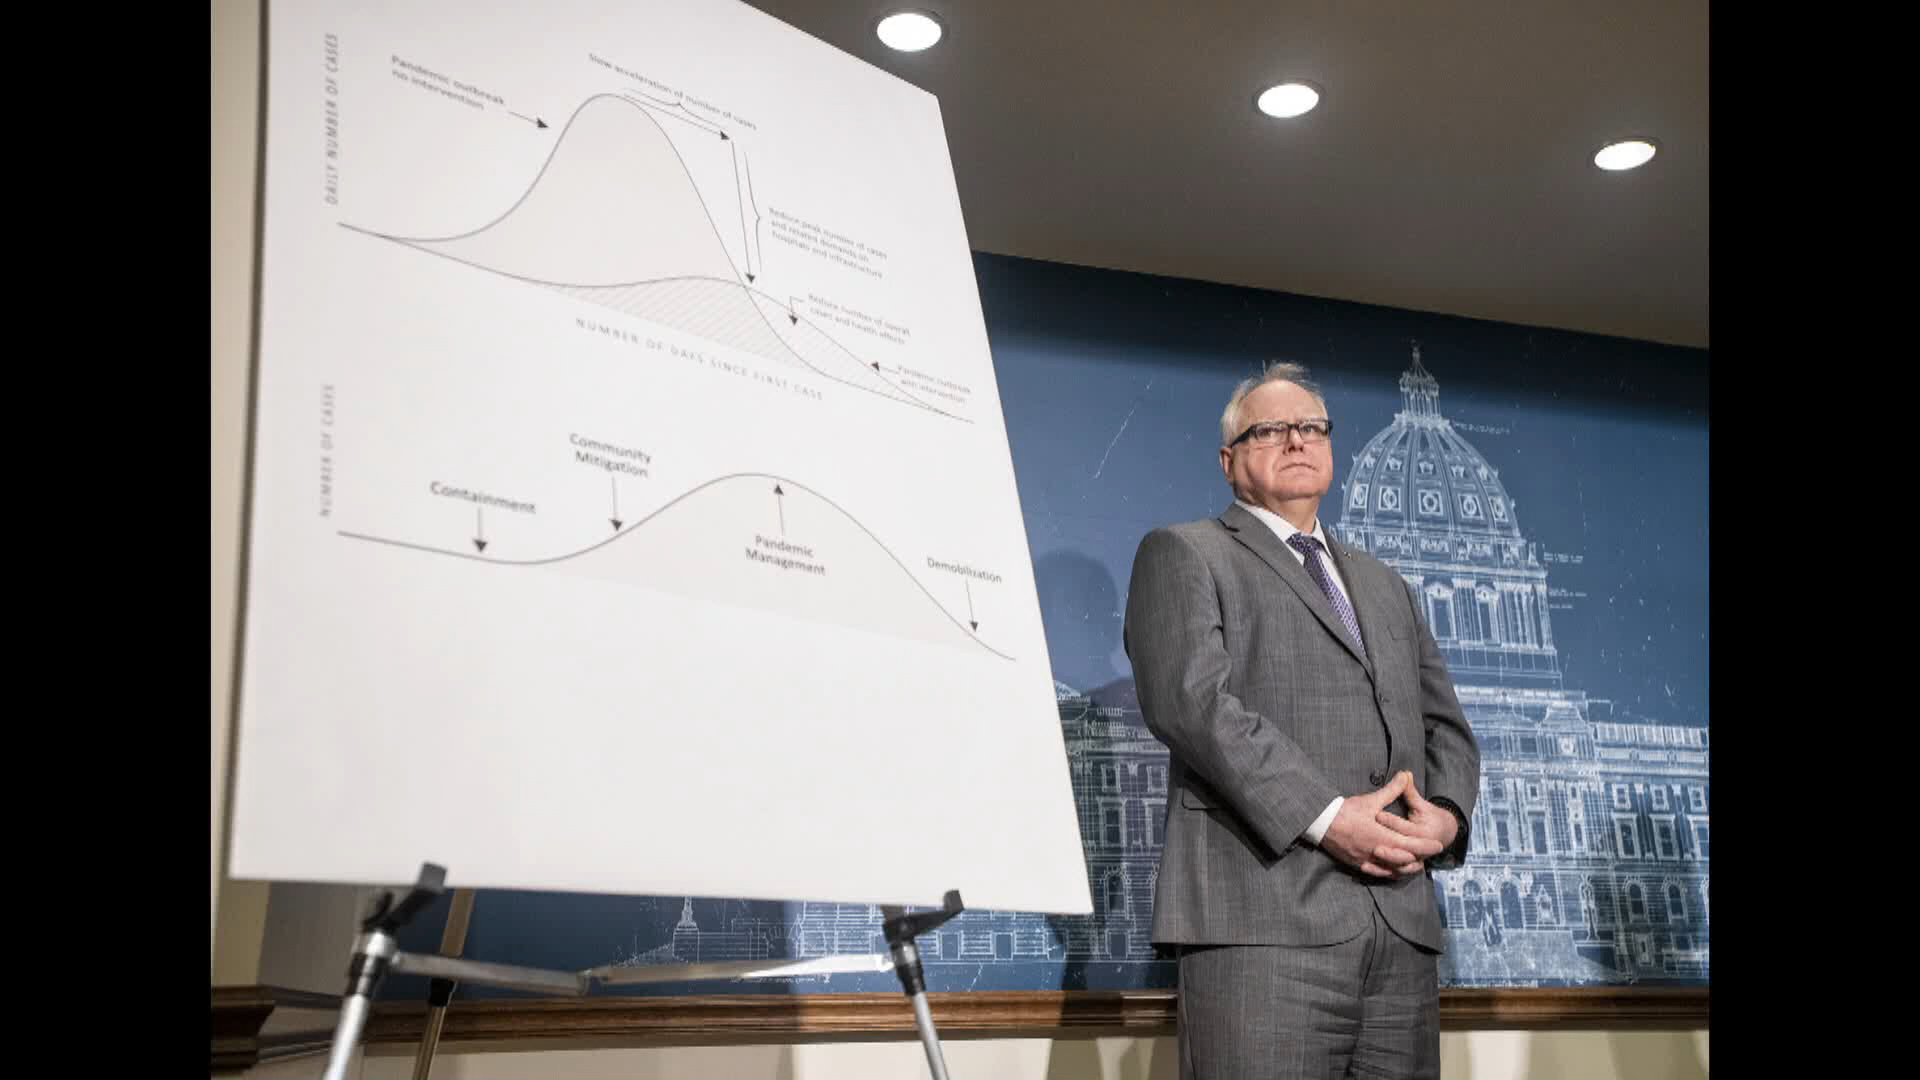 DAILY NUMBER OF CASES
Pandemic outbreak
no intervention
Slow acceleration of number of cases
Reduce peak number of cases
and related demands on
hospitals and infrastructure
Reduce number of overall
cases and health effects
Pandemic outbreak
with intervention
NUMBER OF DAYS SINCE FIRST CASE
NUMBER OF CASES
Containment
Community
Mitigation
Pandemic
Management
Demobilization